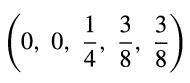 (0, 0, 1/4, 3/8, 3/8)